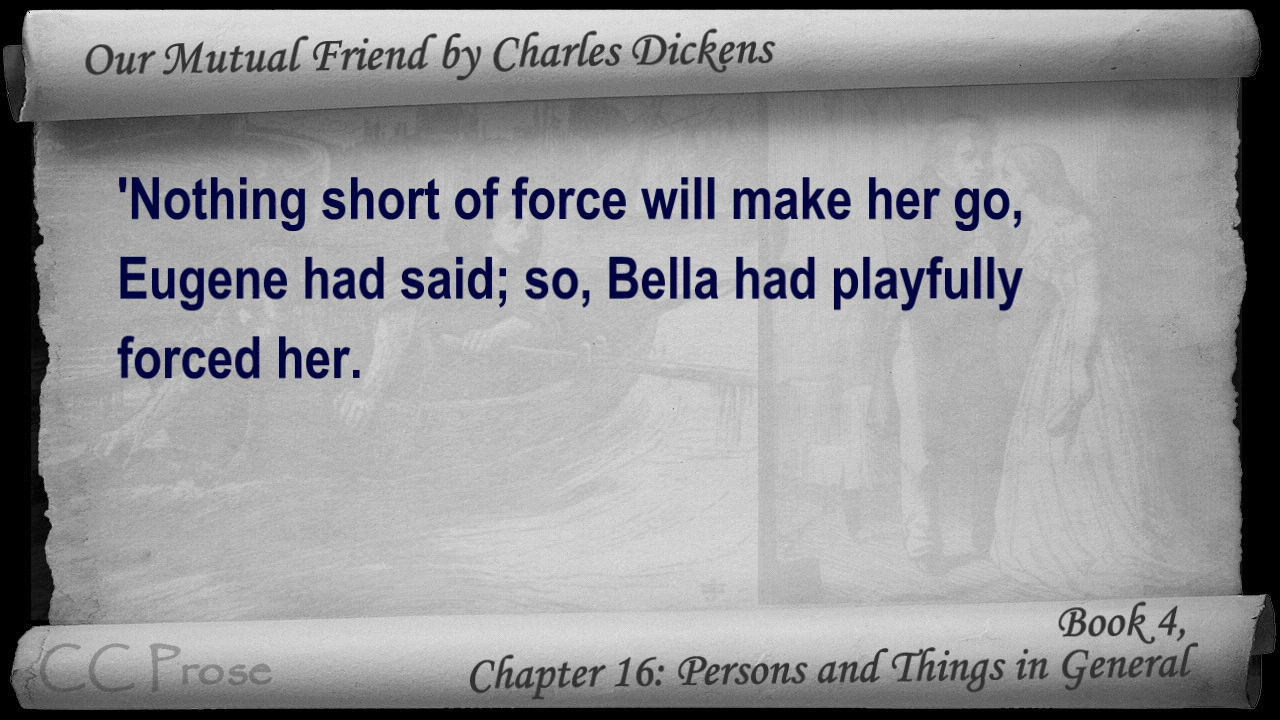 Our Mutual Friend by Charles Dickens
'Nothing short of force will make her go,
Eugene had said; so, Bella had playfully
forced her.
Book 4,
CC Prose
Chapter 16: Persons and Things in General